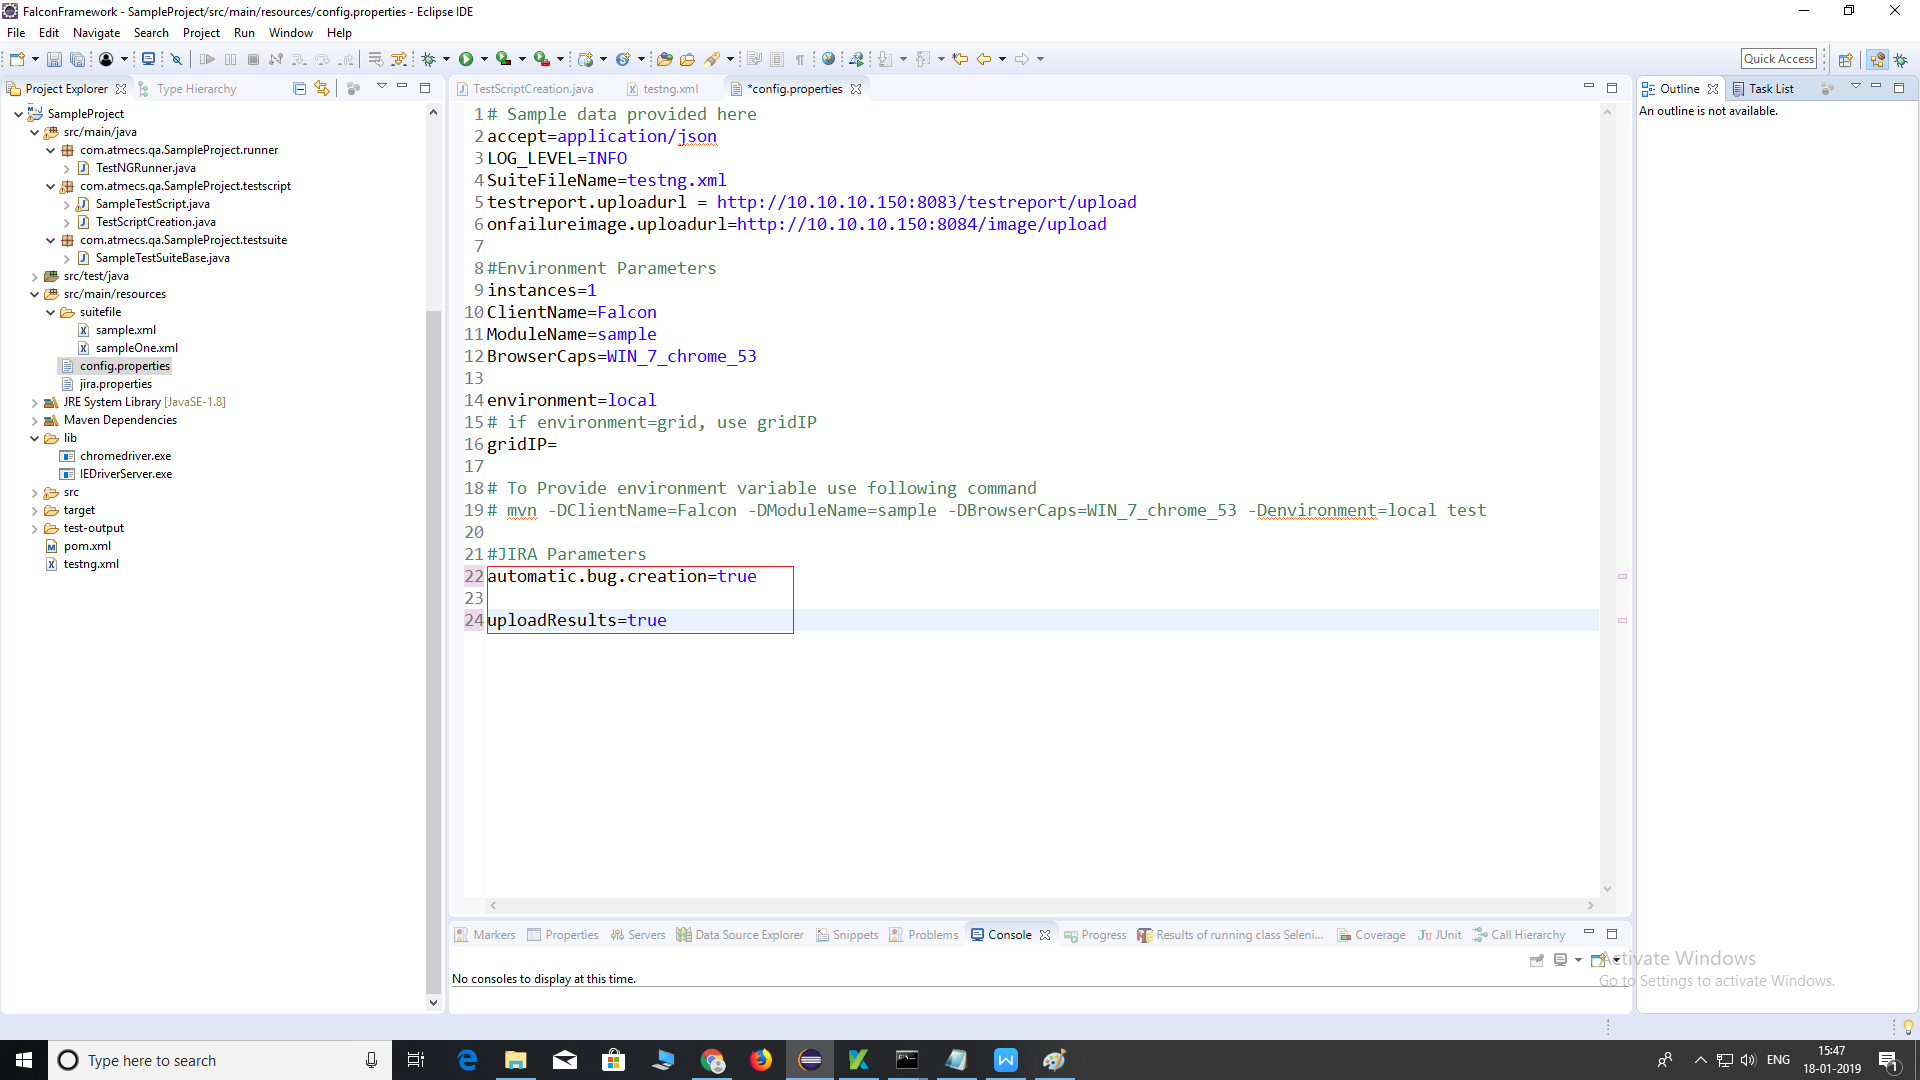 FalconFramework - SampleProject/src/main/resources/config.properties - Eclipse IDE
File Edit Navigate Search Project Run Window Help
Quick Access
Project Explorer Type Hierarchy
SampleProject
src/main/java
com.atmecs.qa.SampleProject.runner
TestNGRunner.java
com.atmecs.qa.SampleProject.testscript
SampleTestScript.java
TestScriptCreation.java
com.atmecs.qa.SampleProject.testsuite
SampleTestSuiteBase.java
src/test/java
src/main/resources
suitefile
sample.xml
sampleOne.xml
config.properties
jira.properties
JRE System Library [JavaSE-1.8]
Maven Dependencies
lib
chromedriver.exe
IEDriverServer.exe
src
target
test-output
pom.xml
testng.xml
TestScriptCreation.java testng.xml *config.properties
1 # Sample data provided here
2 accept=application/json
3 LOG_LEVEL=INFO
4 SuiteFileName=testng.xml
5 testreport.uploadurl = http://10.10.10.150:8083/testreport/upload
6 onfailureimage.uploadurl=http://10.10.10.150:8084/image/upload
7
8 #Environment Parameters
9 instances=1
10 ClientName=Falcon
11 ModuleName=sample
12 BrowserCaps=WIN_7_chrome_53
13
14 environment=local
15 # if environment=grid, use gridIP
16 gridIP=
17
18 # To Provide environment variable use following command
19 # mvn -DClientName=Falcon -DModuleName=sample -DBrowserCaps=WIN_7_chrome_53 -Denvironment=local test
20
21 #JIRA Parameters
22 automatic.bug.creation=true
23
24 uploadResults=true
Outline Task List
An outline is not available.
Markers Properties Servers Data Source Explorer Snippets Problems Console Progress Results of running class Seleni... Coverage JUnit Call Hierarchy
No consoles to display at this time.
Activate Windows
Go to Settings to activate Windows.
Type here to search
ENG
15:47
18-01-2019
1